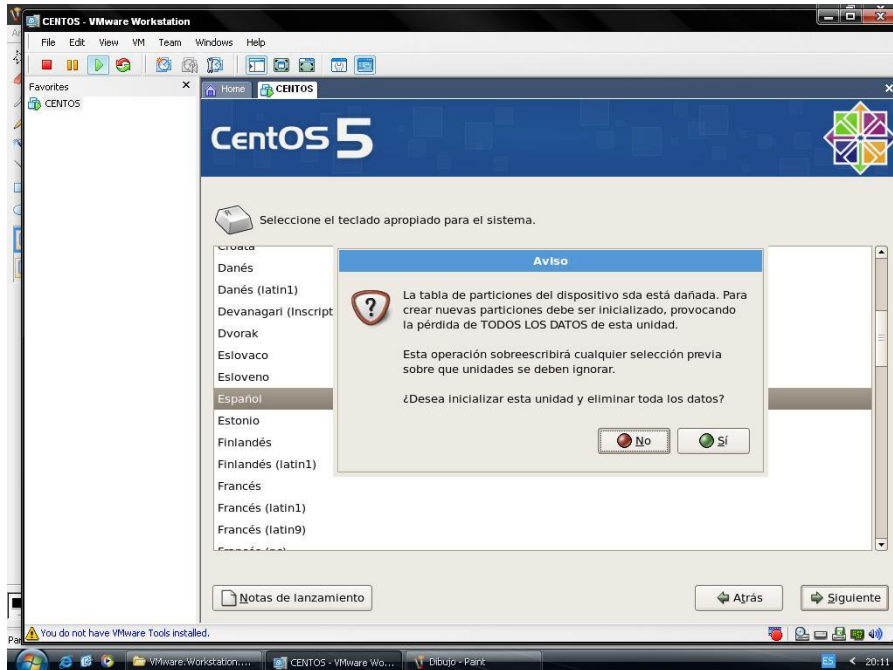 CENTOS - VMware Workstation
File Edit View VM Team Windows Help
Favorites
CENTOS
Home
CENTOS
CentOS 5
Seleccione el teclado apropiado para el sistema.
Croata
Danés
Danés (latin1)
Devanagari (Inscript
Dvorak
Eslovaco
Esloveno
Español
Estonio
Finlandés
Finlandés (latin1)
Francés
Francés (latin1)
Francés (latin9)
Aviso
La tabla de particiones del dispositivo sda está dañada. Para
crear nuevas particiones debe ser inicializado, provocando
la pérdida de TODOS LOS DATOS de esta unidad.
Esta operación sobreescribirá cualquier selección previa
sobre que unidades se deben ignorar.
¿Desea inicializar esta unidad y eliminar toda los datos?
No
Sí
Notas de lanzamiento
Atrás
Siguiente
You do not have VMware Tools installed.
VMware.Workstation....
CENTOS - VMware Wo...
Dibujo - Paint
ES
20:11